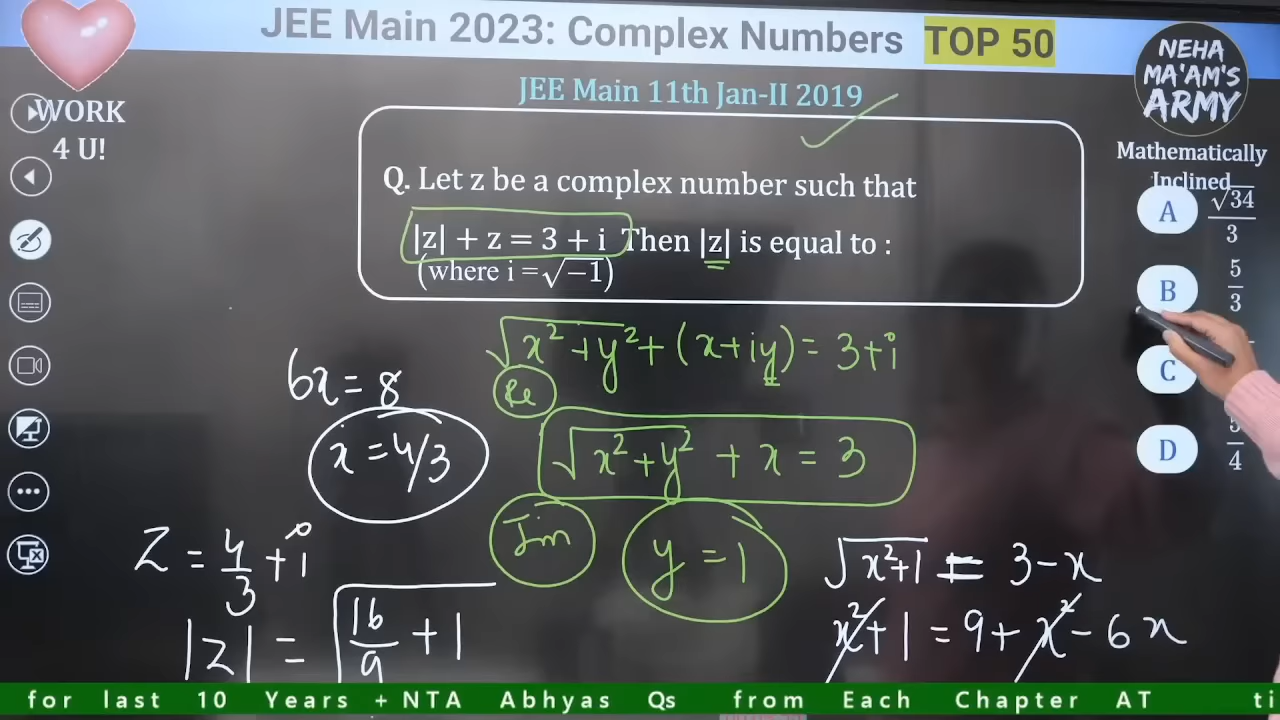 JEE Main 2023: Complex Numbers TOP 50
NEHA
MA'AM'S
ARMY
Mathematically
Inclined
WORK
4 U!
JEE Main 11th Jan-II 2019
Q. Let z be a complex number such that
|z| + z = 3 + i Then |z| is equal to :
(where i = √−1)
A √34/3
B 5/3
C
D 5/4
√x²+y² + (x+iy) = 3+i
Re
√x²+y² + x = 3
Im
y = 1
√x²+1 = 3−x
x²+1 = 9+x²−6x
6x = 8
x = 4/3
z = 4/3 + i
|z| = √16/9 + 1
for last 10 Years + NTA Abhyas Qs from Each Chapter AT ti